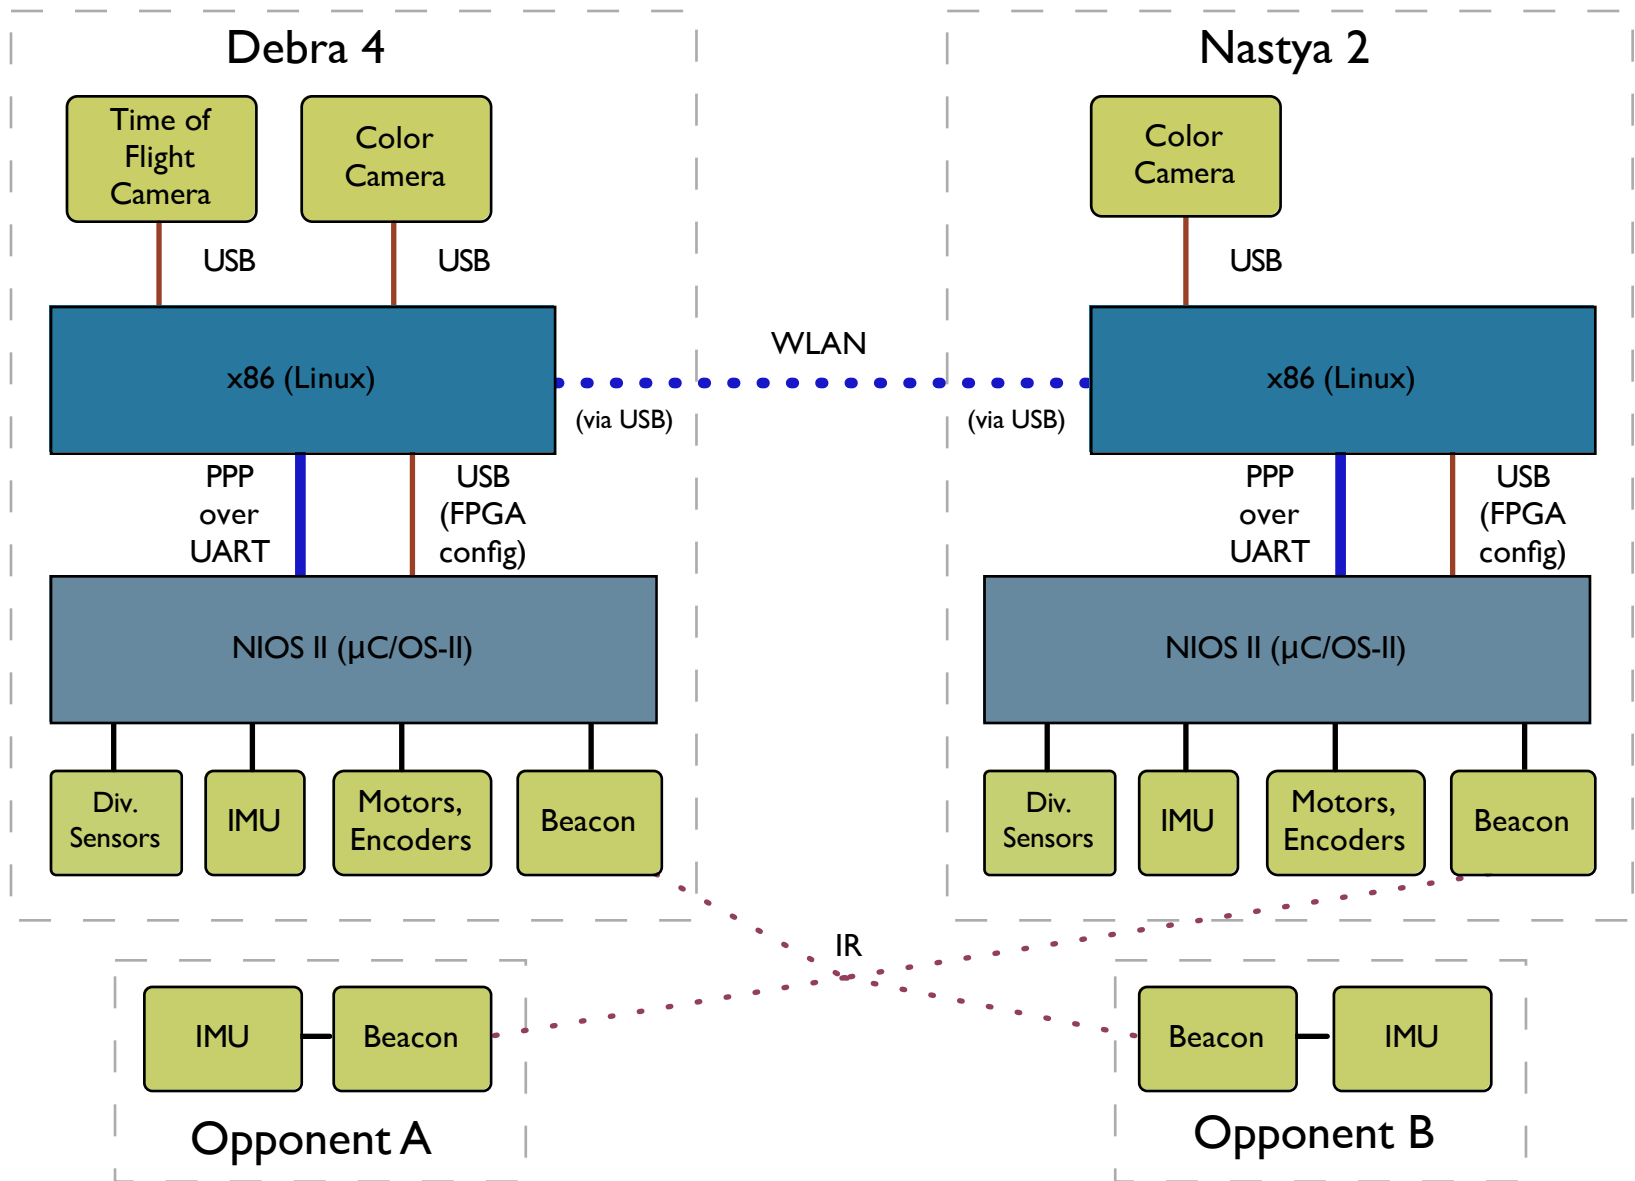 Debra 4
Nastya 2
Time of
Flight
Camera
Color
Camera
Color
Camera
USB
USB
USB
x86 (Linux)
WLAN
x86 (Linux)
(via USB)
(via USB)
PPP
over
UART
USB
(FPGA
config)
PPP
over
UART
USB
(FPGA
config)
NIOS II (µC/OS-II)
NIOS II (µC/OS-II)
Div.
Sensors
IMU
Motors,
Encoders
Beacon
Div.
Sensors
IMU
Motors,
Encoders
Beacon
IR
IMU
Beacon
Beacon
IMU
Opponent A
Opponent B